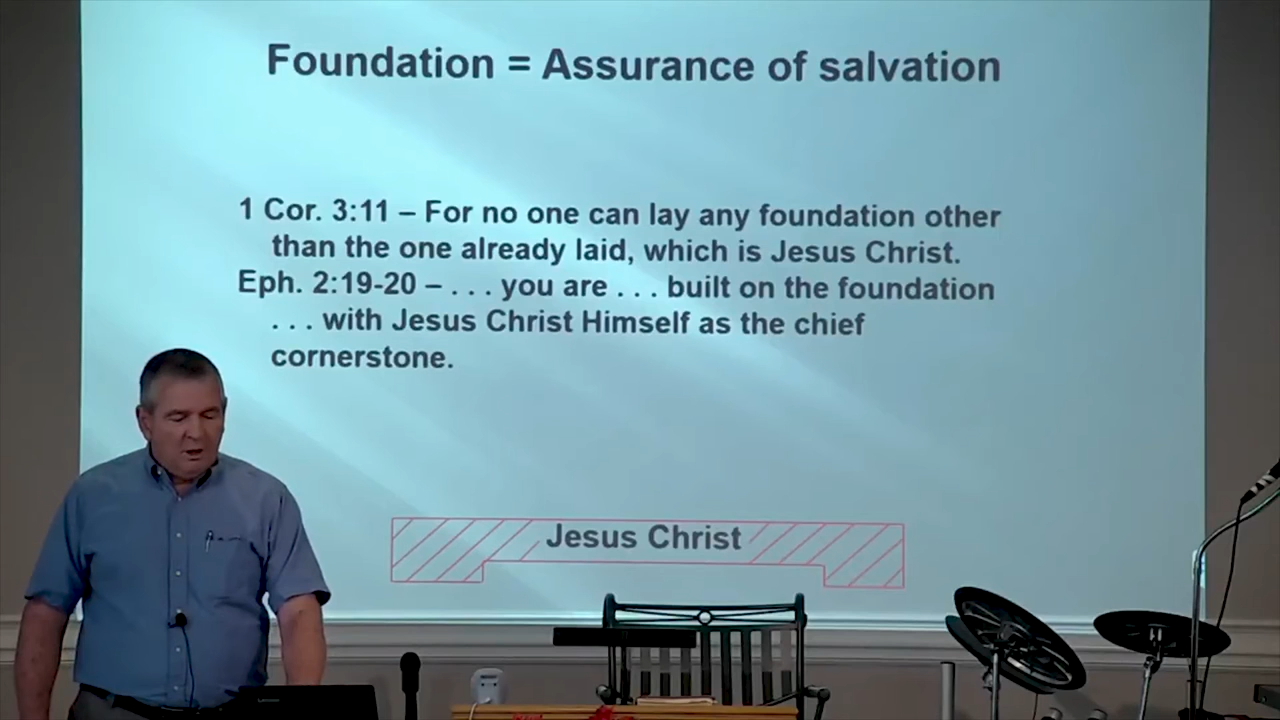 Foundation = Assurance of salvation
1 Cor. 3:11 – For no one can lay any foundation other
than the one already laid, which is Jesus Christ.
Eph. 2:19-20 – . . . you are . . . built on the foundation
. . . with Jesus Christ Himself as the chief
cornerstone.
Jesus Christ